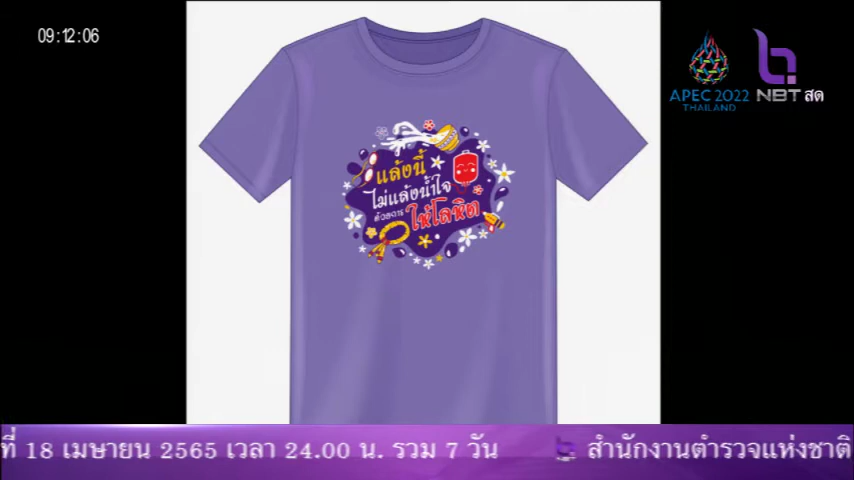 09:12:06
APEC 2022
THAILAND
NBT สด
แล้งนี้
ไม่แล้งน้ำใจ
ด้วยการ
ให้โลหิต
ที่ 18 เมษายน 2565 เวลา 24.00 น. รวม 7 วัน
สำนักงานตำรวจแห่งชาติ